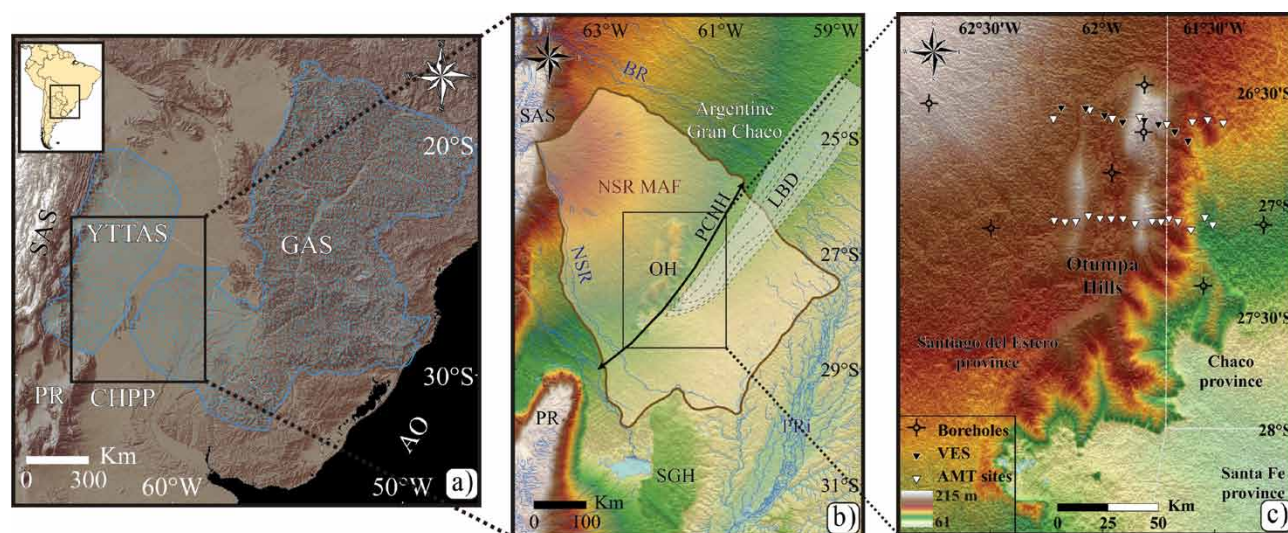 SAS
YTTAS
GAS
20°S
PR
CHPP
30°S
AO
Km
0 300
60°W
50°W
a)
63°W
61°W
59°W
BR
SAS
Argentine
Gran Chaco
25°S
NSR MAF
PCHH
LBD
NSR
OH
27°S
29°S
PR
PRi
SGH
31°S
Km
0 100
b)
62°30'W
62°W
61°30'W
26°30'S
27°S
Otumpa
Hills
27°30'S
Santiago del Estero
province
Chaco
province
28°S
Boreholes
VES
AMT sites
215 m
61
Km
0 25 50
Santa Fe
province
c)